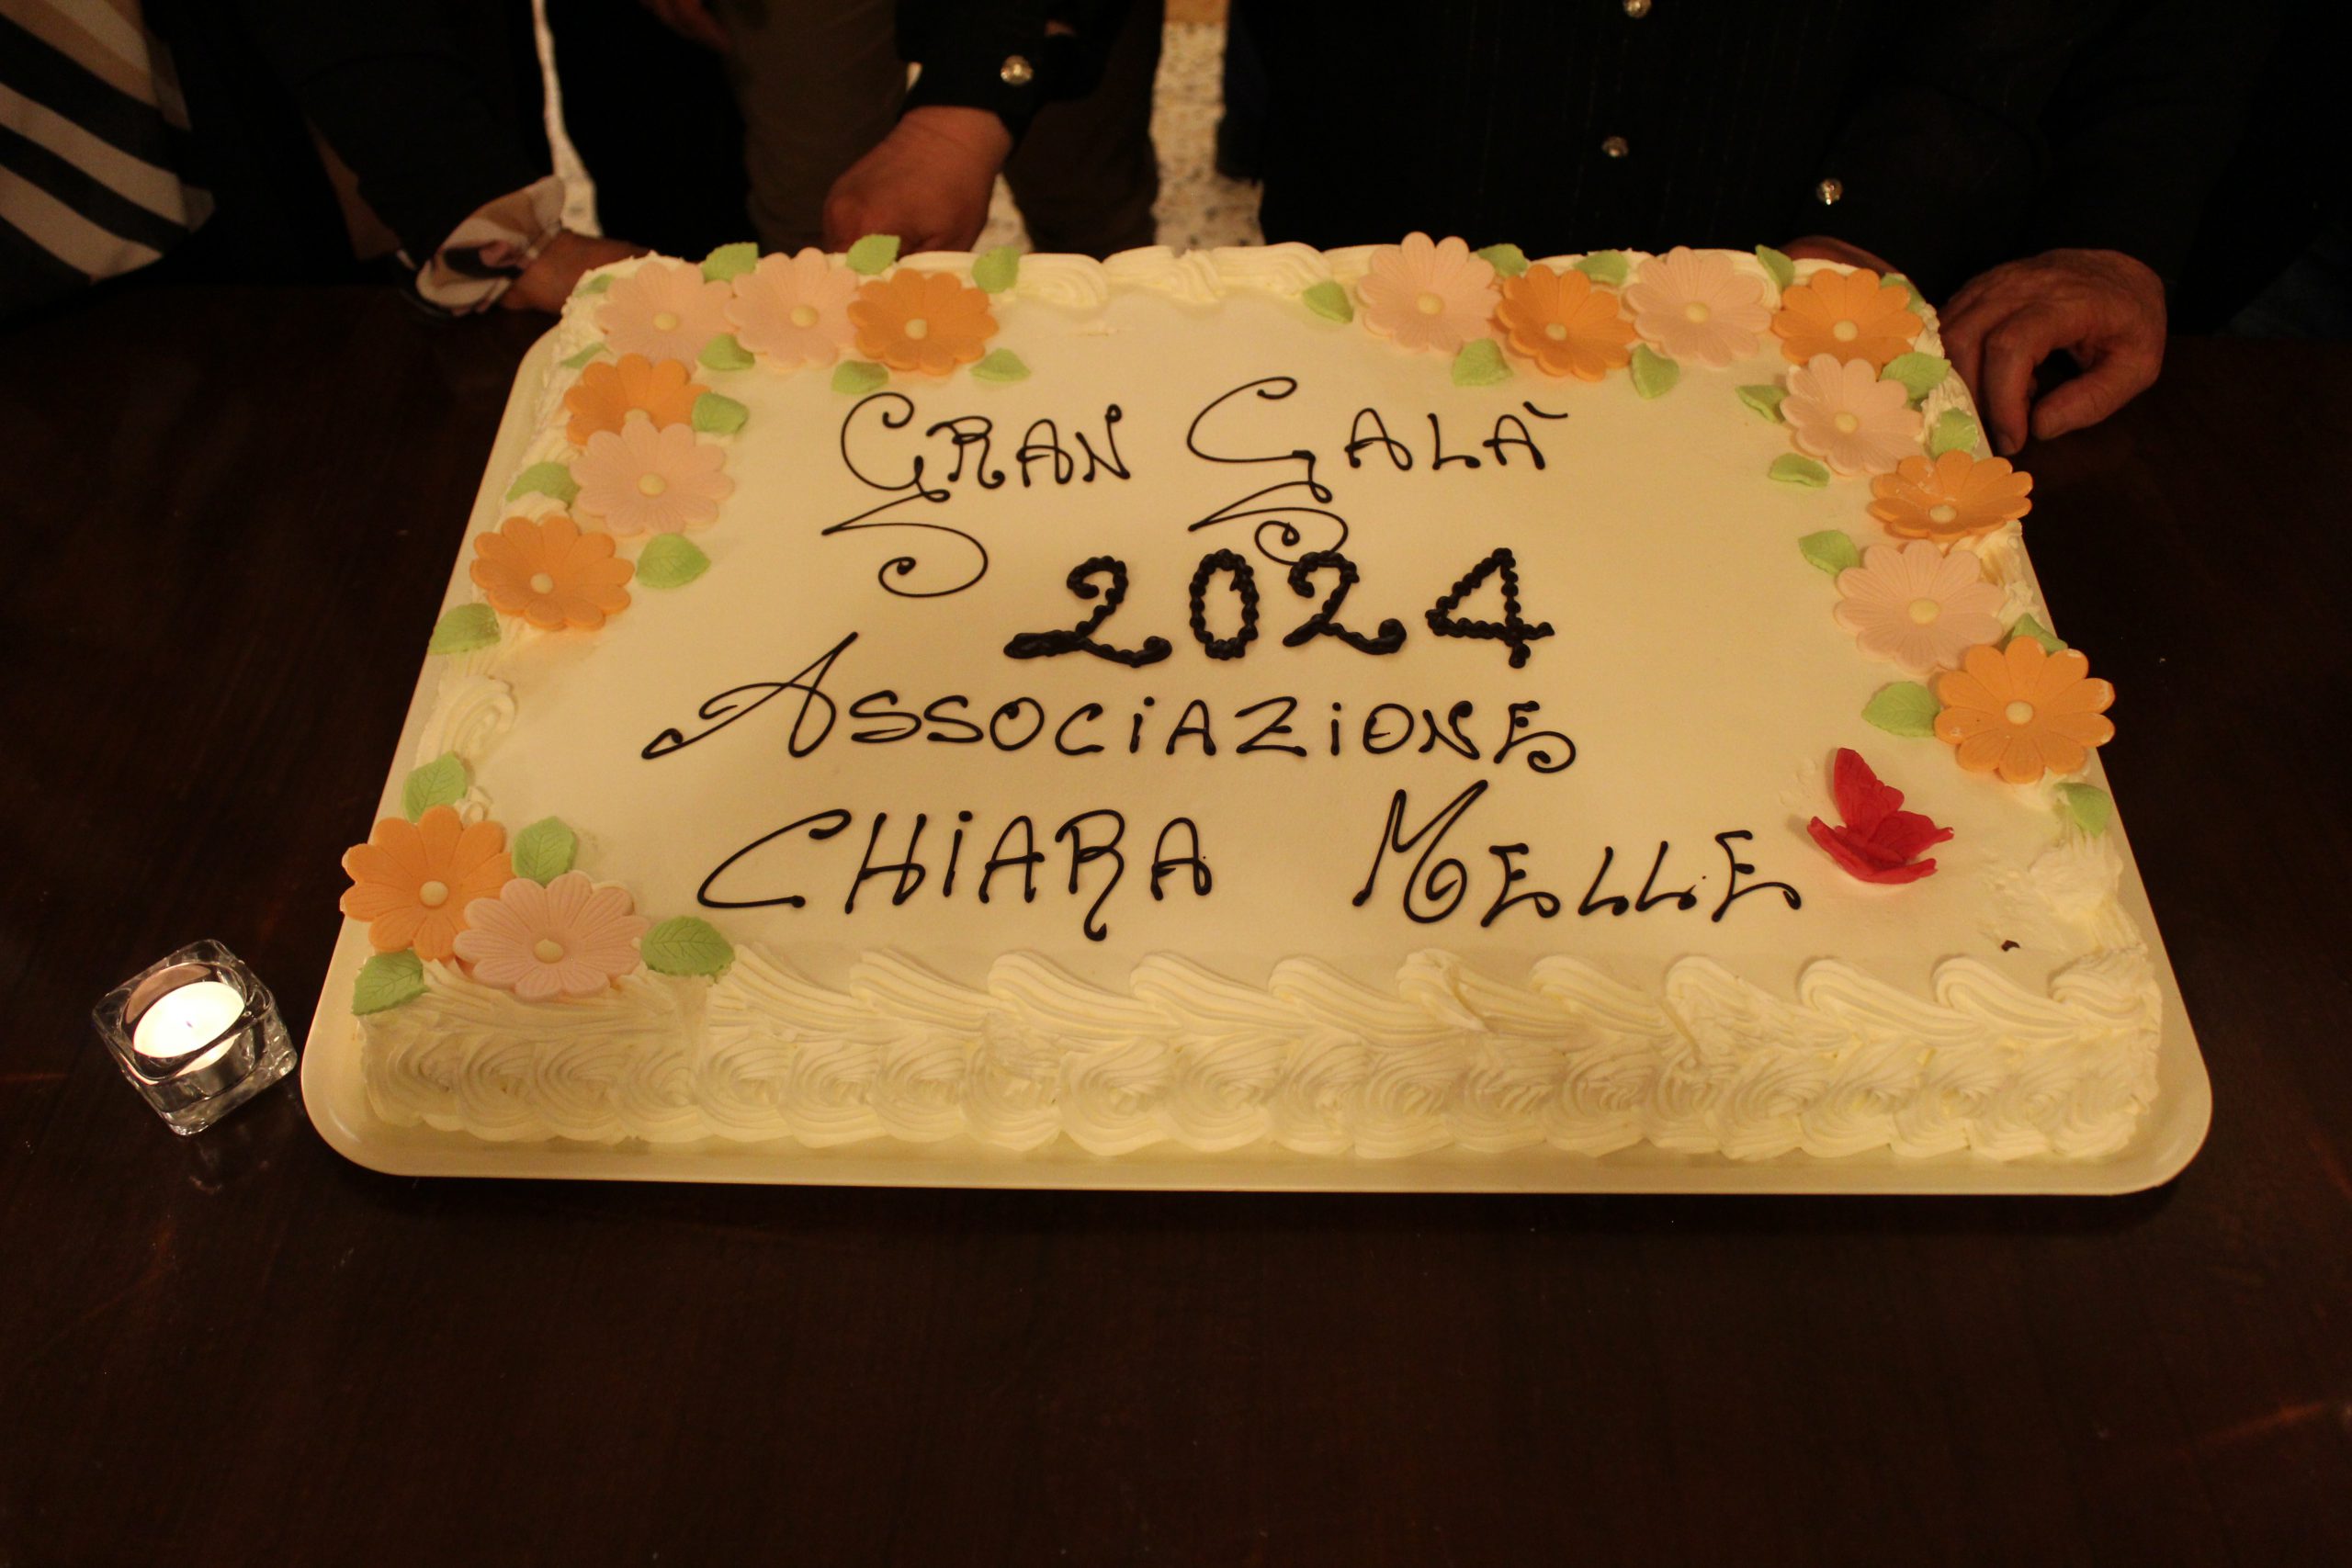 GRAN GALÀ
2024
ASSOCiAZiONE
CHiARA MELLE